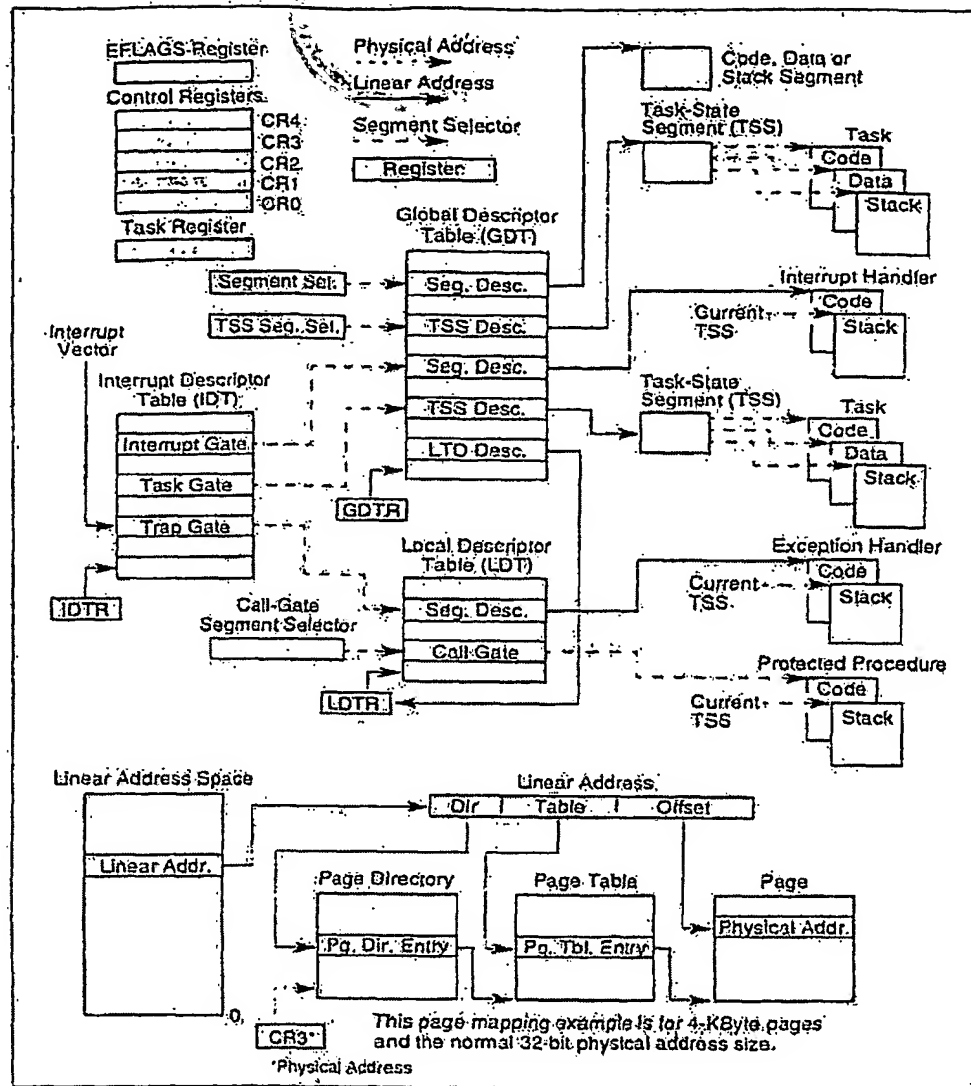 EFLAGS Register
Control Registers
CR4
CR3
CR2
CR1
CR0
Task Register
Physical Address
Linear Address
Segment Selector
Register
Global Descriptor
Table (GDT)
Segment Sel.
TSS Seg. Sel.
Seg. Desc.
TSS Desc.
Seg. Desc.
TSS Desc.
LTD Desc.
GDTR
Code, Data or
Stack Segment
Task-State
Segment (TSS)
Task
Code
Data
Stack
Interrupt Handler
Code
Stack
Current
TSS
Task-State
Segment (TSS)
Task
Code
Data
Stack
Interrupt
Vector
Interrupt Descriptor
Table (IDT)
Interrupt Gate
Task Gate
Trap Gate
IDTR
Local Descriptor
Table (LDT)
Seg. Desc.
Call Gate
Call-Gate
Segment Selector
LDTR
Exception Handler
Code
Stack
Current
TSS
Protected Procedure
Code
Stack
Current
TSS
Linear Address Space
Linear Addr.
0
Linear Address
Dir Table Offset
Page Directory
Pg. Dir. Entry
Page Table
Pg. Tbl. Entry
Page
Physical Addr.
CR3*
*Physical Address
This page mapping example is for 4-KByte pages
and the normal 32-bit physical address size.